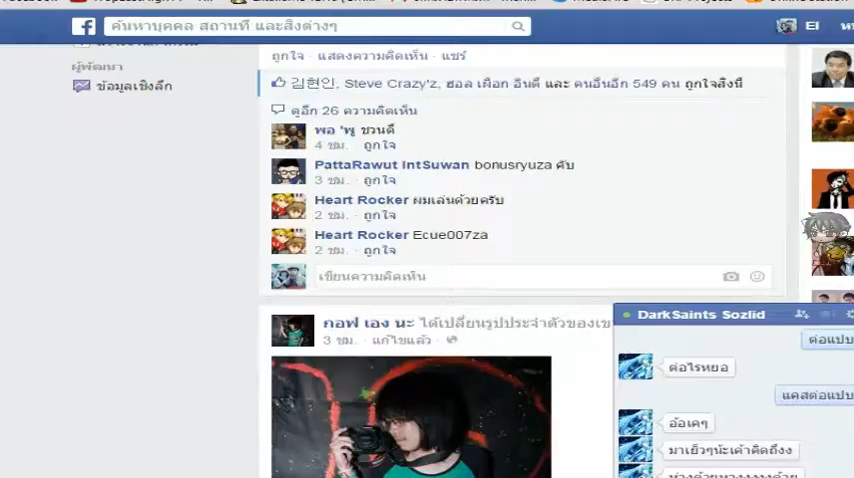 ค้นหาบุคคล สถานที่ และสิ่งต่างๆ
El
ผู้พัฒนา
ข้อมูลเชิงลึก
ถูกใจ · แสดงความคิดเห็น · แชร์
김현인, Steve Crazy'z, ฮอล เผือก อินดี้ และ คนอื่นอีก 549 คน ถูกใจสิ่งนี้
ดูอีก 26 ความคิดเห็น
พอ 'พู ชวนดี้
4 ชม. · ถูกใจ
PattaRawut IntSuwan bonusryuza คับ
3 ชม. · ถูกใจ
Heart Rocker ผมเล่นด้วยครับ
2 ชม. · ถูกใจ
Heart Rocker Ecue007za
2 ชม. · ถูกใจ
เขียนความคิดเห็น
กอฟ เอง นะ ได้เปลี่ยนรูปประจำตัวของเขา
3 ชม. · แก้ไขแล้ว
DarkSaints Sozlid
ต่อแปบ
ต่อไรหยอ
แคสต่อแปบ
อ้อเคๆ
มาเย็วๆน้ะเค้าคิดถึงง